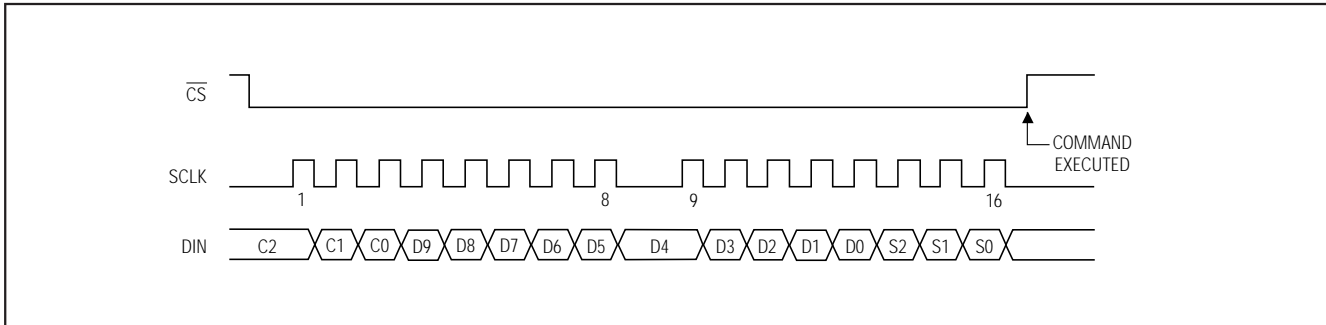 CS
COMMAND
EXECUTED
SCLK
1 8 9 16
DIN C2 C1 C0 D9 D8 D7 D6 D5 D4 D3 D2 D1 D0 S2 S1 S0